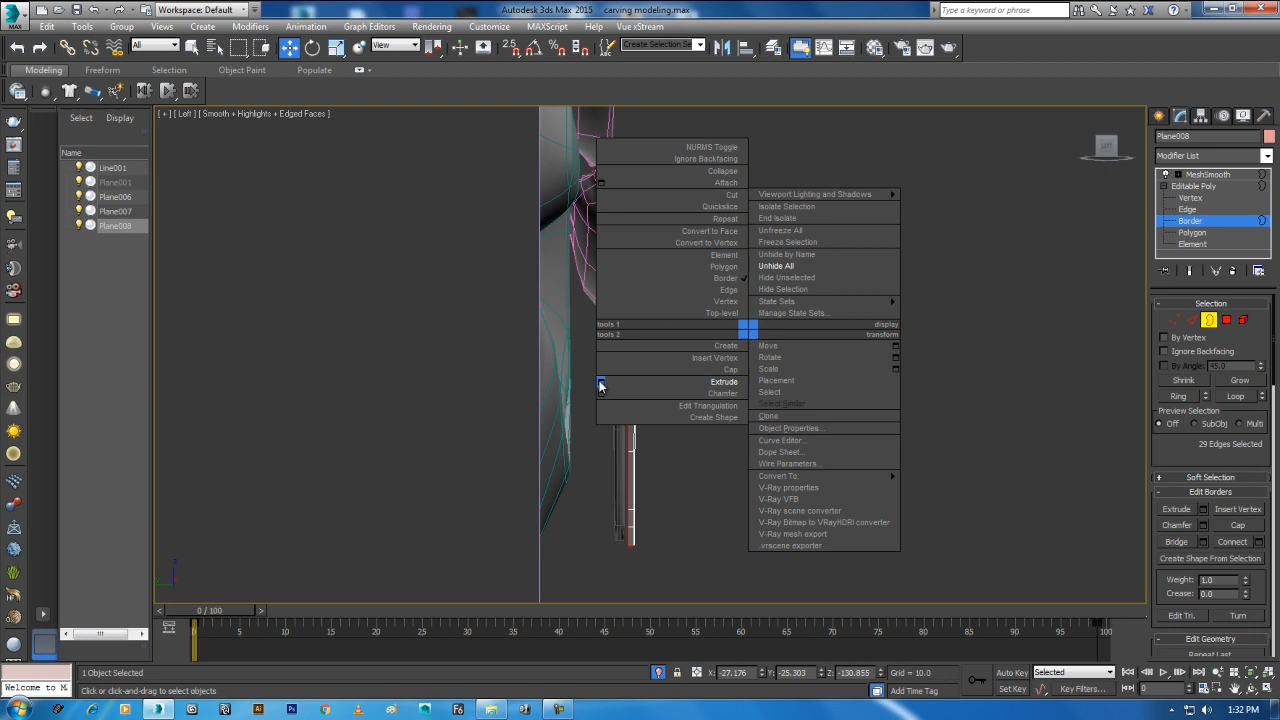 Workspace: Default
Autodesk 3ds Max 2015    carving modeling.max
Type a keyword or phrase
Edit Tools Group Views Create Modifiers Animation Graph Editors Rendering Customize MAXScript Help Vue xStream
All View 2.5 Create Selection Se
Modeling Freeform Selection Object Paint Populate
[ + ] [ Left ] [ Smooth + Highlights + Edged Faces ]
Select Display
Name
Line001
Plane001
Plane006
Plane007
Plane008
NURMS Toggle
Ignore Backfacing
Collapse
Attach
Cut
Quickslice
Repeat
Convert to Face
Convert to Vertex
Element
Polygon
Border
Edge
Vertex
Top-level
tools 1
tools 2
Create
Insert Vertex
Cap
Extrude
Chamfer
Edit Triangulation
Create Shape
Viewport Lighting and Shadows
Isolate Selection
End Isolate
Unfreeze All
Freeze Selection
Unhide by Name
Unhide All
Hide Unselected
Hide Selection
State Sets
Manage State Sets...
display
transform
Move
Rotate
Scale
Placement
Select
Select Similar
Clone
Object Properties...
Curve Editor...
Dope Sheet...
Wire Parameters...
Convert To:
V-Ray properties
V-Ray VFB
V-Ray scene converter
V-Ray Bitmap to VRayHDRI converter
V-Ray mesh export
.vrscene exporter
LEFT
Plane008
Modifier List
MeshSmooth
Editable Poly
Vertex
Edge
Border
Polygon
Element
Selection
By Vertex
Ignore Backfacing
By Angle: 45.0
Shrink Grow
Ring Loop
Preview Selection
Off SubObj Multi
29 Edges Selected
Soft Selection
Edit Borders
Extrude Insert Vertex
Chamfer Cap
Bridge Connect
Create Shape From Selection
Weight: 1.0
Crease: 0.0
Edit Tri. Turn
Edit Geometry
Repeat Last
0 / 100
0 5 10 15 20 25 30 35 40 45 50 55 60 65 70 75 80 85 90 95 100
1 Object Selected
X: -27.176 Y: -25.303 Z: -130.855 Grid = 10.0
Auto Key Selected
Welcome to M
Click or click-and-drag to select objects
Add Time Tag
Set Key Key Filters... 0
1:32 PM